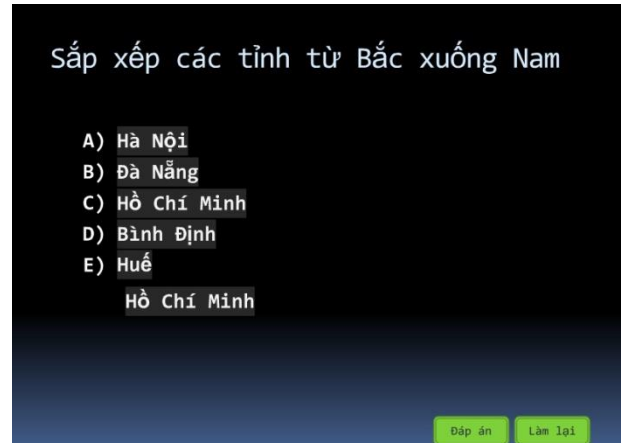 Sắp xếp các tỉnh từ Bắc xuống Nam
A) Hà Nội
B) Đà Nẵng
C) Hồ Chí Minh
D) Bình Định
E) Huế
Hồ Chí Minh
Đáp án Làm lại